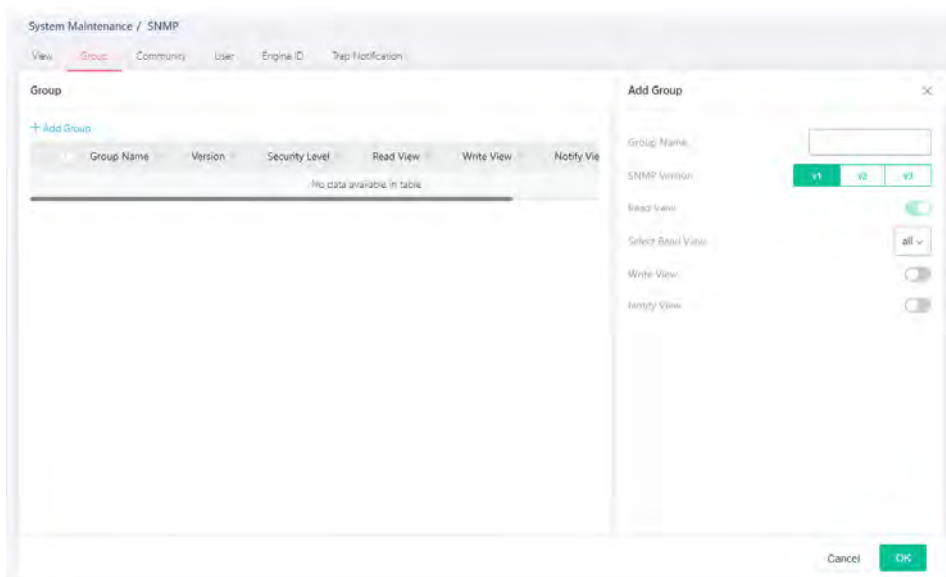 System Maintenance / SNMP
View Group Community User Engine ID Trap Notification
Group
+ Add Group
Group Name Version Security Level Read View Write View Notify Vie
No data available in table
Add Group
Group Name
SNMP Version v1 v2 v3
Read View
Select Read View all
Write View
Notify View
Cancel OK